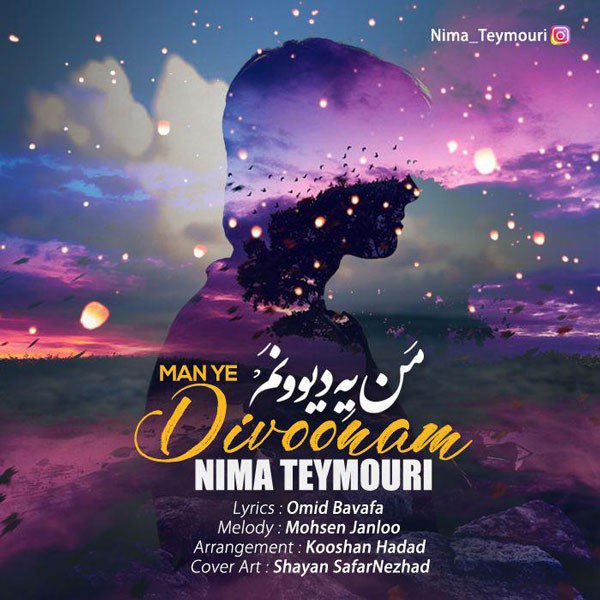 Nima_Teymouri
من یه دیوونم
MAN YE
Divoonam
NIMA TEYMOURI
Lyrics : Omid Bavafa
Melody : Mohsen Janloo
Arrangement : Kooshan Hadad
Cover Art : Shayan SafarNezhad